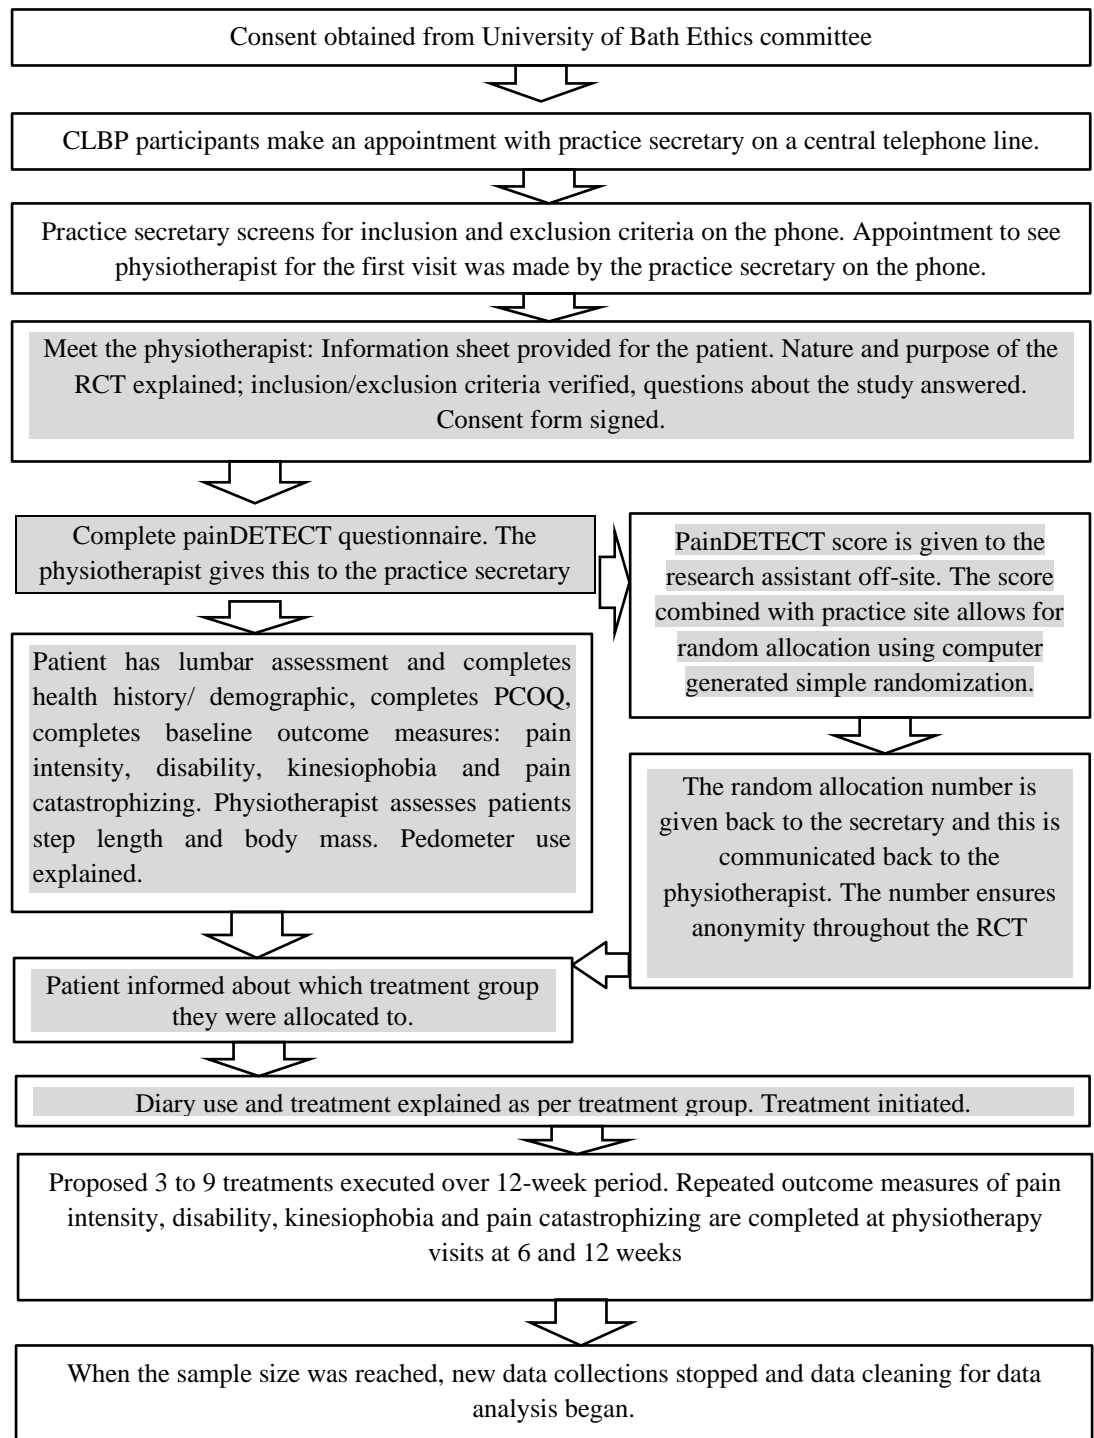 Consent obtained from University of Bath Ethics committee
CLBP participants make an appointment with practice secretary on a central telephone line.
Practice secretary screens for inclusion and exclusion criteria on the phone. Appointment to see
physiotherapist for the first visit was made by the practice secretary on the phone.
Meet the physiotherapist: Information sheet provided for the patient. Nature and purpose of the
RCT explained; inclusion/exclusion criteria verified, questions about the study answered.
Consent form signed.
Complete painDETECT questionnaire. The
physiotherapist gives this to the practice secretary
PainDETECT score is given to the
research assistant off-site. The score
combined with practice site allows for
random allocation using computer
generated simple randomization.
Patient has lumbar assessment and completes
health history/ demographic, completes PCOQ,
completes baseline outcome measures: pain
intensity, disability, kinesiophobia and pain
catastrophizing. Physiotherapist assesses patients
step length and body mass. Pedometer use
explained.
The random allocation number is
given back to the secretary and this is
communicated back to the
physiotherapist. The number ensures
anonymity throughout the RCT
Patient informed about which treatment group
they were allocated to.
Diary use and treatment explained as per treatment group. Treatment initiated.
Proposed 3 to 9 treatments executed over 12-week period. Repeated outcome measures of pain
intensity, disability, kinesiophobia and pain catastrophizing are completed at physiotherapy
visits at 6 and 12 weeks
When the sample size was reached, new data collections stopped and data cleaning for data
analysis began.